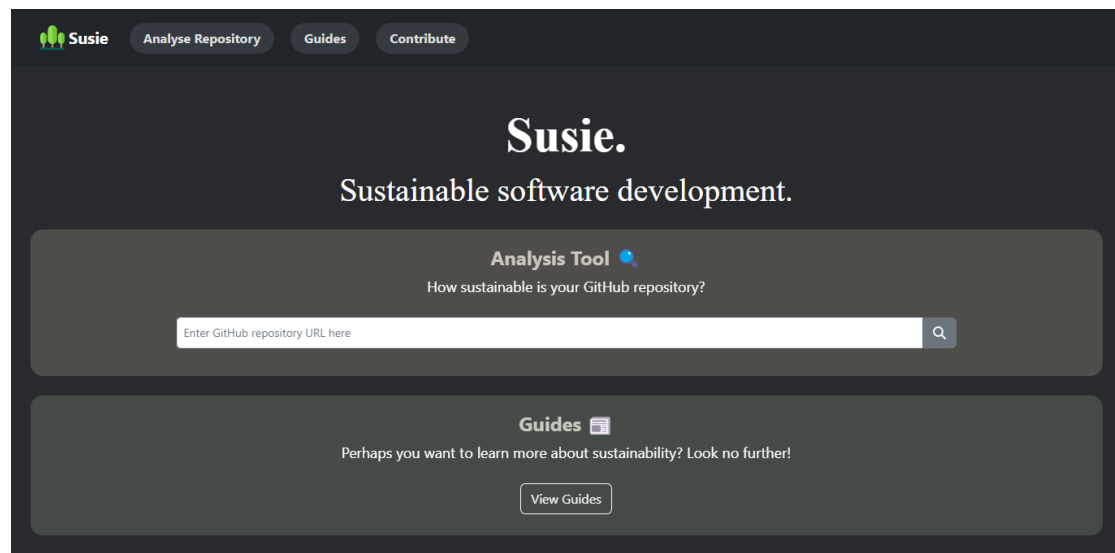 Susie
Analyse Repository
Guides
Contribute
Susie.
Sustainable software development.
Analysis Tool
How sustainable is your GitHub repository?
Enter GitHub repository URL here
Guides
Perhaps you want to learn more about sustainability? Look no further!
View Guides